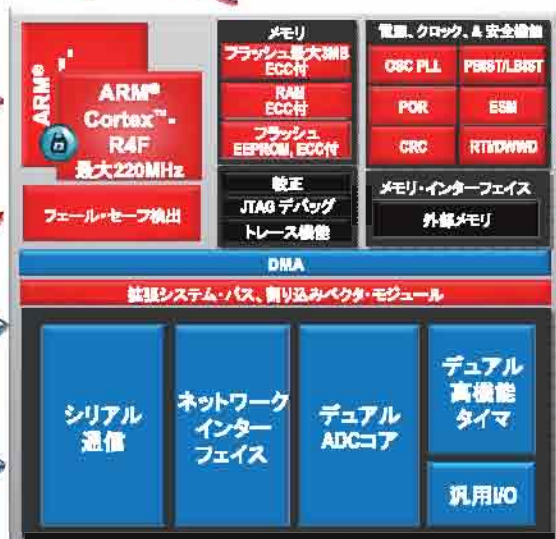 ARM®
ARM®
Cortex™-
R4F
最大220MHz
フェール・セーフ検出
メモリ
フラッシュ最大3MB
ECC付
RAM
ECC付
フラッシュ
EEPROM, ECC付
較正
JTAG デバッグ
トレース機能
電源、クロック、& 安全機能
OSC PLL
PBIST/LBIST
POR
ESM
CRC
RTI/DWWD
メモリ・インターフェイス
外部メモリ
DMA
拡張システム・バス、割り込みベクタ・モジュール
シリアル
通信
ネットワーク
インター
フェイス
デュアル
ADCコア
デュアル
高機能
タイマ
汎用I/O